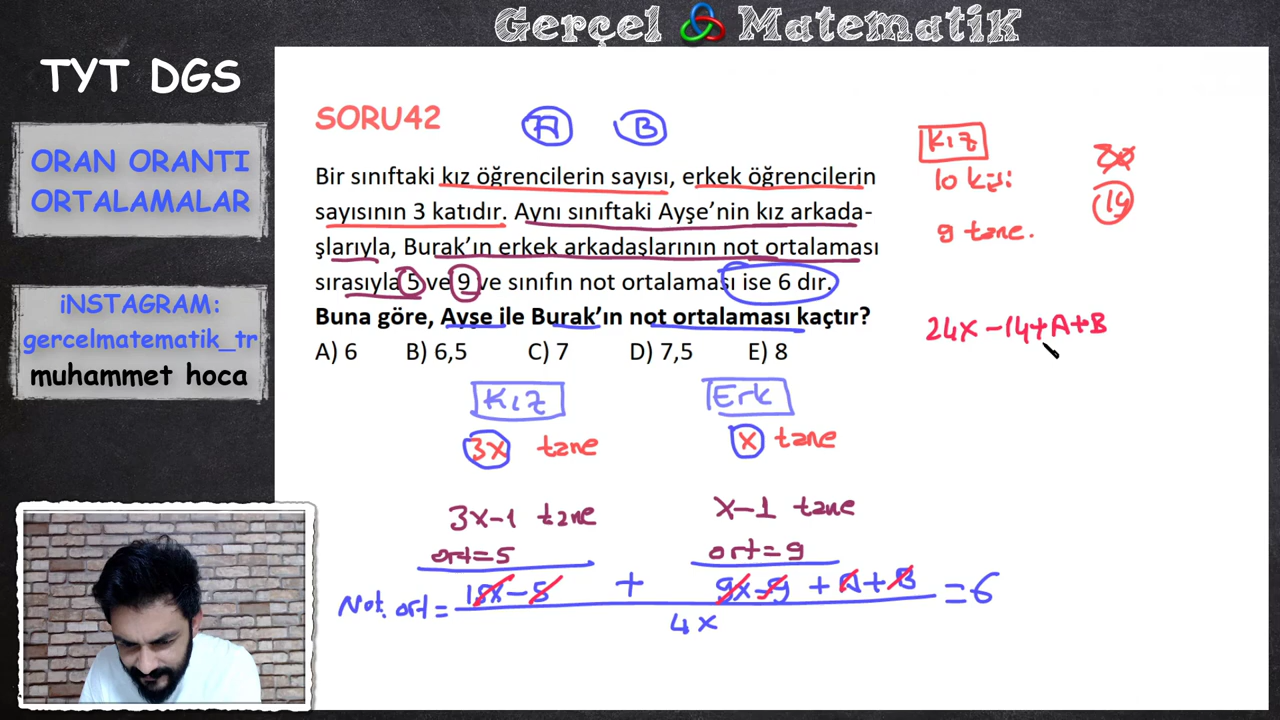 Gerçel Matematik
TYT DGS
ORAN ORANTI
ORTALAMALAR
iNSTAGRAM:
gercelmatematik_tr
muhammet hoca
SORU42
A B
Bir sınıftaki kız öğrencilerin sayısı, erkek öğrencilerin
sayısının 3 katıdır. Aynı sınıftaki Ayşe’nin kız arkada-
şlarıyla, Burak’ın erkek arkadaşlarının not ortalaması
sırasıyla 5 ve 9 ve sınıfın not ortalaması ise 6 dır.
Buna göre, Ayşe ile Burak’ın not ortalaması kaçtır?
A) 6 B) 6,5 C) 7 D) 7,5 E) 8
Kız
10 kişi
9 tane.
19
24x-14+A+B
Kız Erk
3x tane x tane
3x-1 tane x-1 tane
ort=5 ort=9
Not. ort = 15x-5 + 9x-9 + A+B = 6
4x